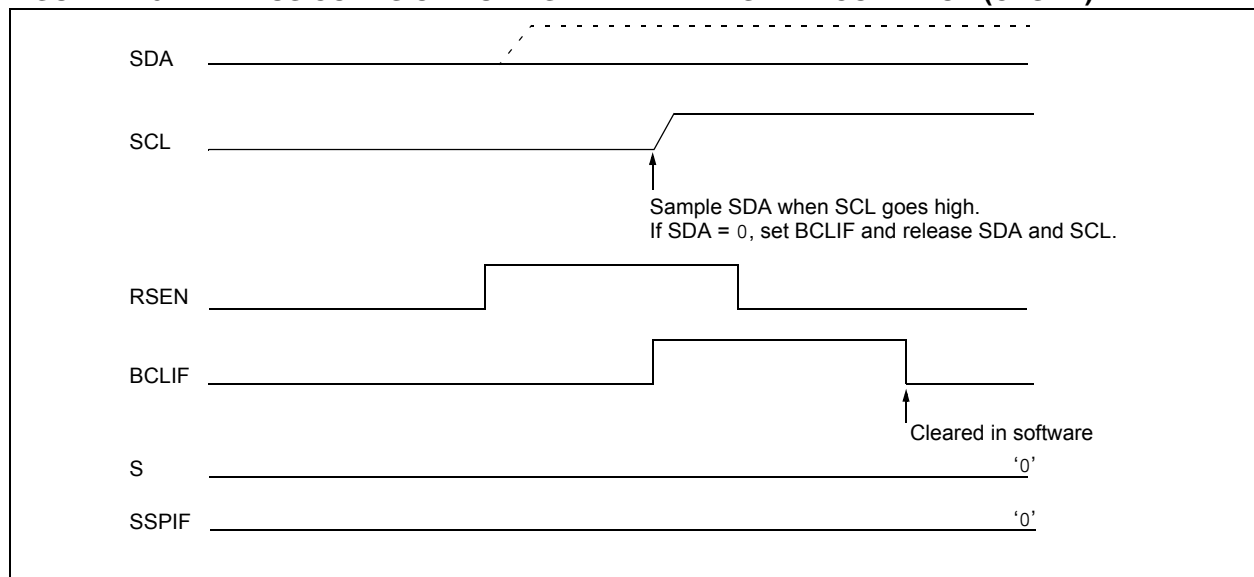 SDA
SCL
Sample SDA when SCL goes high.
If SDA = 0, set BCLIF and release SDA and SCL.
RSEN
BCLIF
Cleared in software
S
‘0’
SSPIF
‘0’